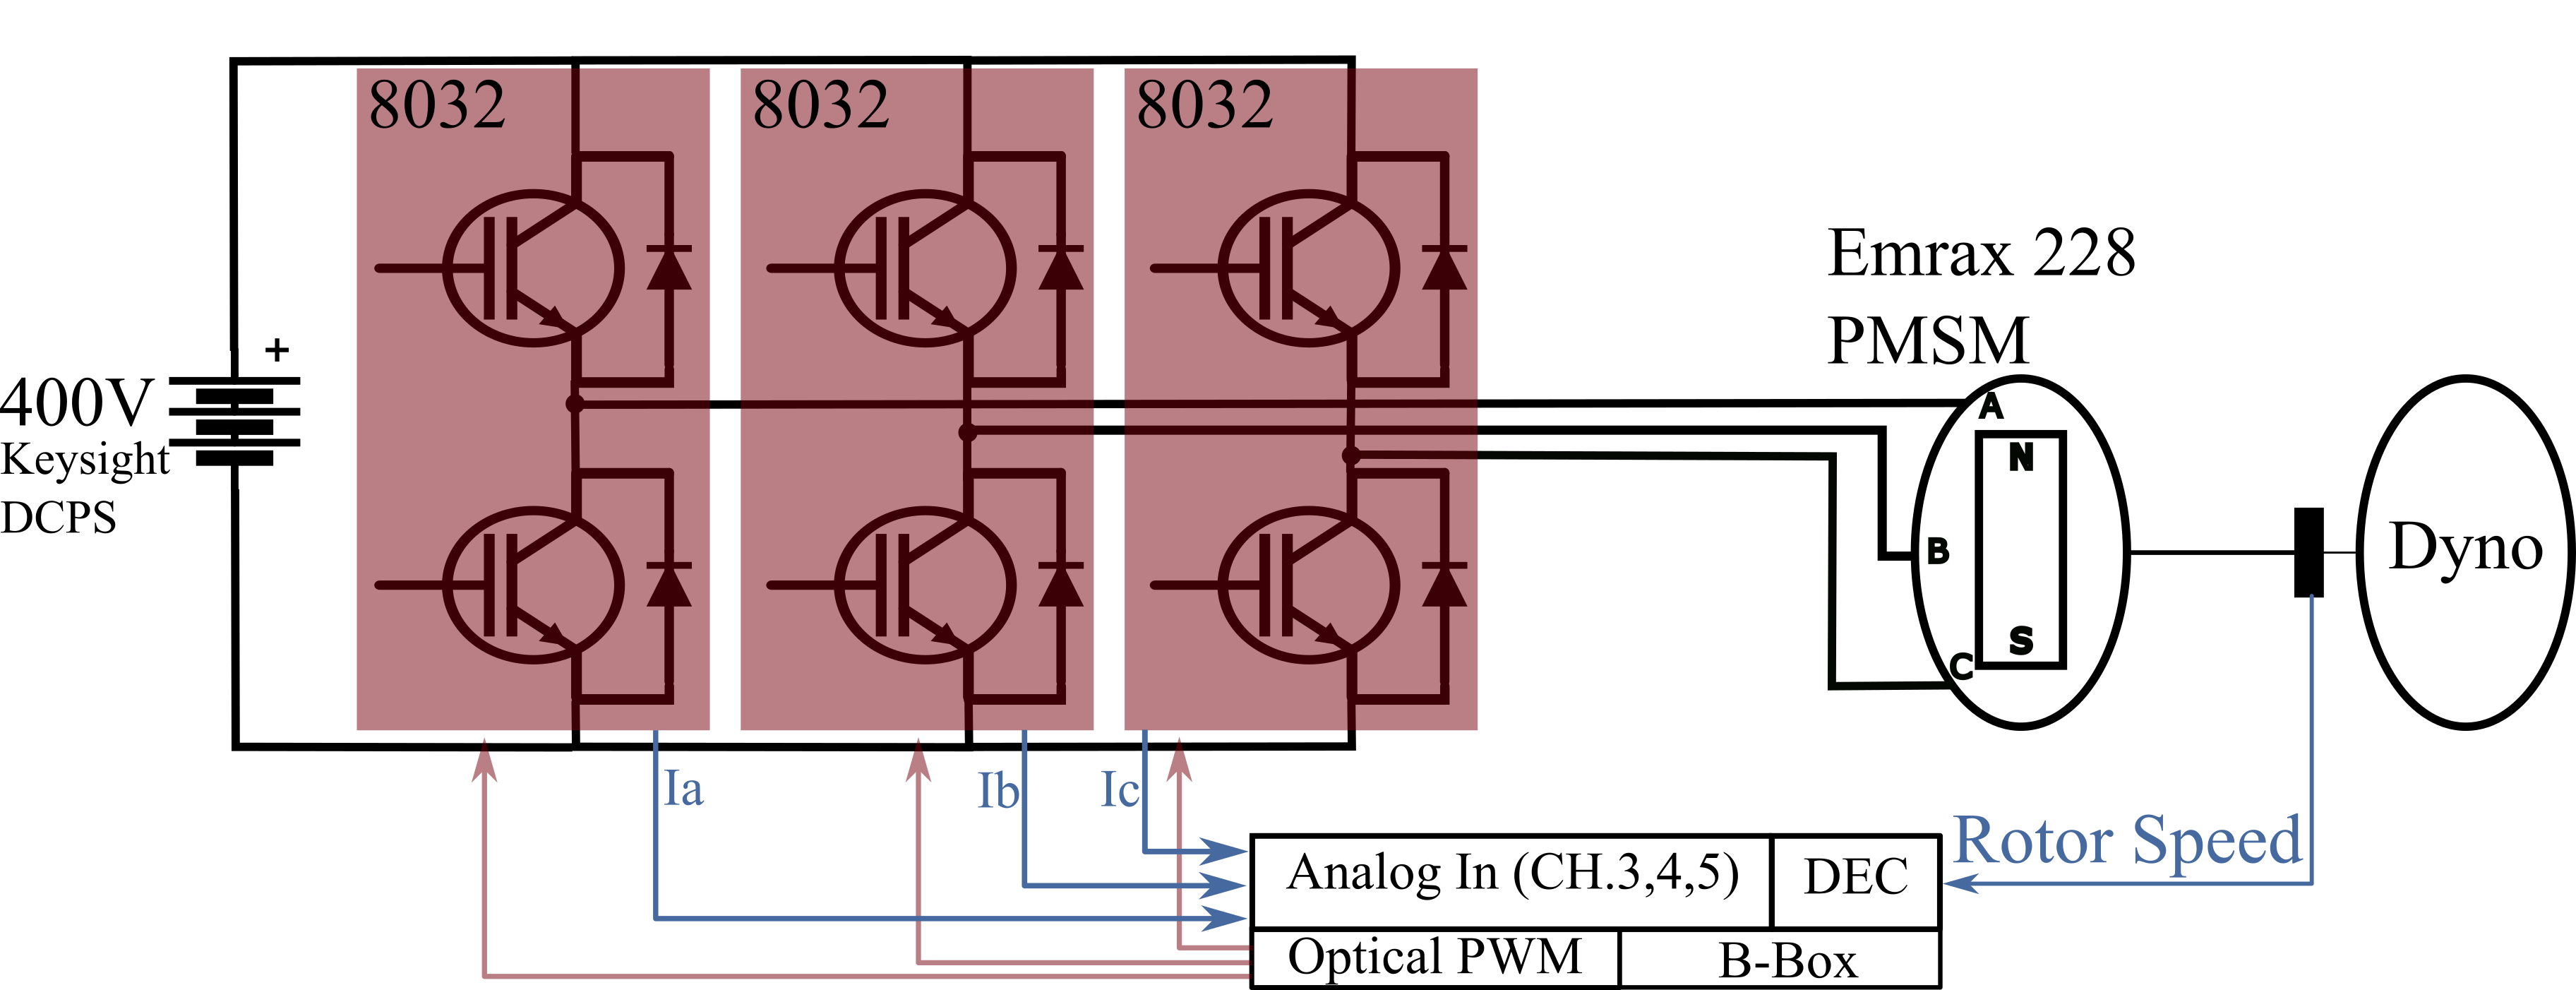 8032
8032
8032
Emrax 228
PMSM
+
400V
Keysight
DCPS
A
N
B
S
C
Dyno
Ia
Ib
Ic
Rotor Speed
Analog In (CH.3,4,5)
DEC
Optical PWM
B-Box